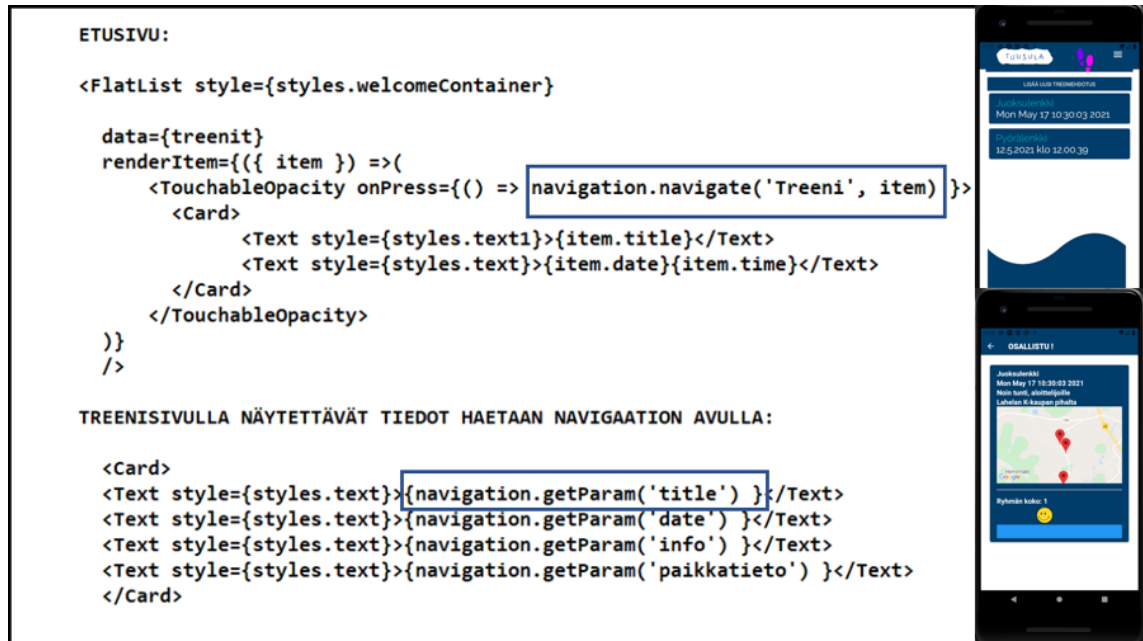 ETUSIVU:
<FlatList style={styles.welcomeContainer}
data={treenit}
renderItem={({ item }) =>(
<TouchableOpacity onPress={() => navigation.navigate('Treeni', item) }>
<Card>
<Text style={styles.text1}>{item.title}</Text>
<Text style={styles.text}>{item.date}{item.time}</Text>
</Card>
</TouchableOpacity>
)}
/>
TREENISIVULLA NÄYTETTÄVÄT TIEDOT HAETAAN NAVIGAATION AVULLA:
<Card>
<Text style={styles.text}>{navigation.getParam('title') }</Text>
<Text style={styles.text}>{navigation.getParam('date') }</Text>
<Text style={styles.text}>{navigation.getParam('info') }</Text>
<Text style={styles.text}>{navigation.getParam('paikkatieto') }</Text>
</Card>
TUUSULA
LISÄÄ UUSI TREENIEHDOTUS
Juoksulenkki
Mon May 17 10:30:03 2021
Pyörälenkki
12.5.2021 klo 12.00.39
OSALLISTU !
Juoksulenkki
Mon May 17 10:30:03 2021
Noin tunti, aloittelijoille
Lahelan K-kaupan pihalta
Google
Ryhmän koko: 1